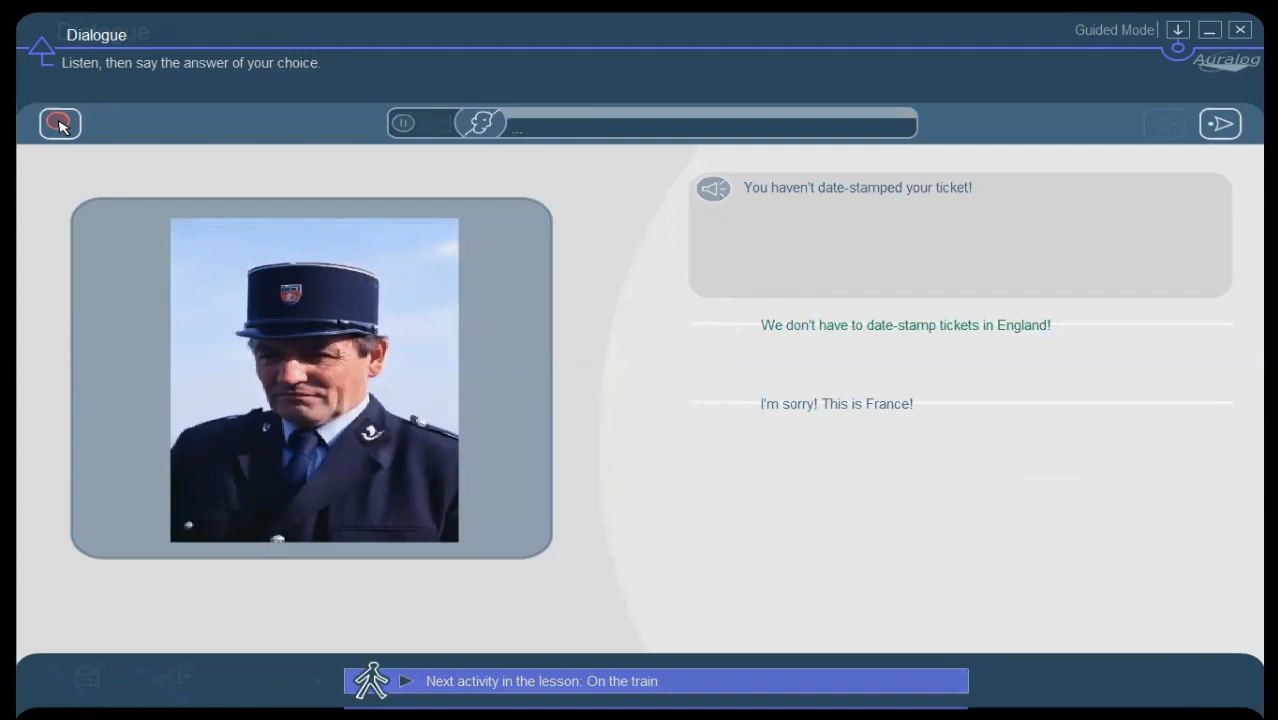 Dialogue
Guided Mode
Listen, then say the answer of your choice.
Auralog
...
You haven't date-stamped your ticket!
We don't have to date-stamp tickets in England!
I'm sorry! This is France!
Next activity in the lesson: On the train